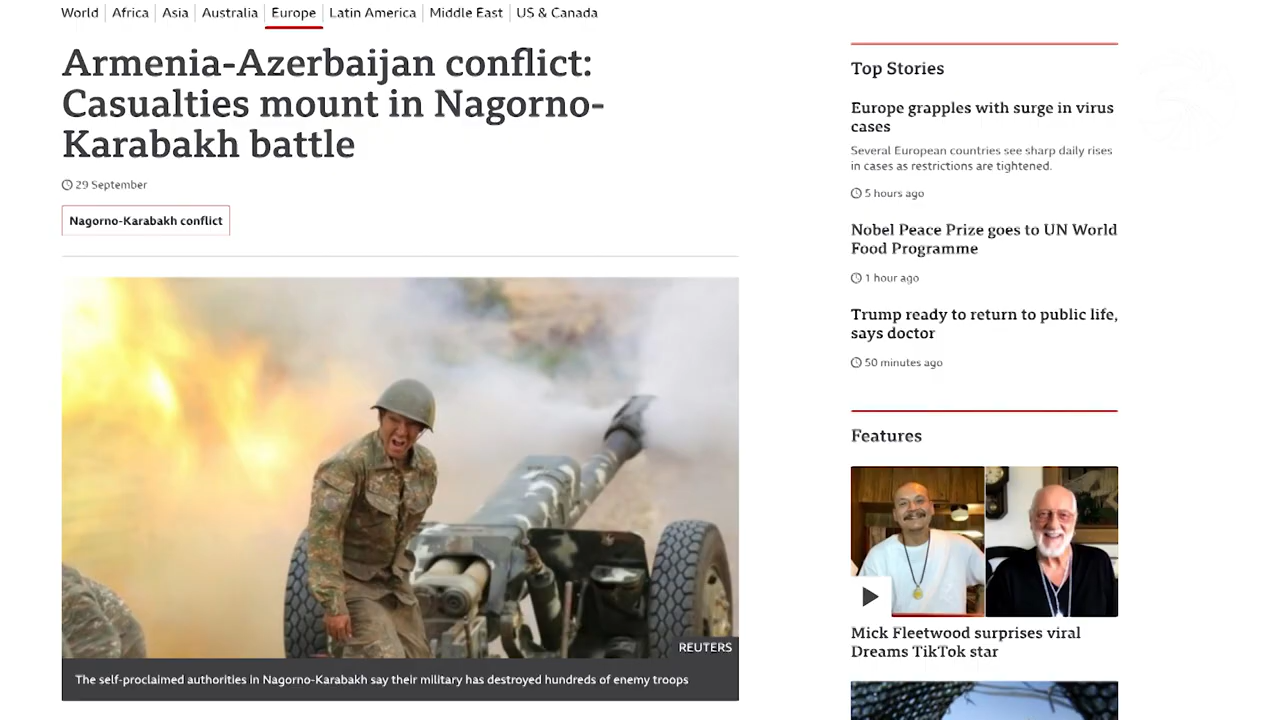 World
Africa
Asia
Australia
Europe
Latin America
Middle East
US & Canada
Armenia-Azerbaijan conflict:
Casualties mount in Nagorno-
Karabakh battle
29 September
Nagorno-Karabakh conflict
REUTERS
The self-proclaimed authorities in Nagorno-Karabakh say their military has destroyed hundreds of enemy troops
Top Stories
Europe grapples with surge in virus
cases
Several European countries see sharp daily rises
in cases as restrictions are tightened.
5 hours ago
Nobel Peace Prize goes to UN World
Food Programme
1 hour ago
Trump ready to return to public life,
says doctor
50 minutes ago
Features
Mick Fleetwood surprises viral
Dreams TikTok star